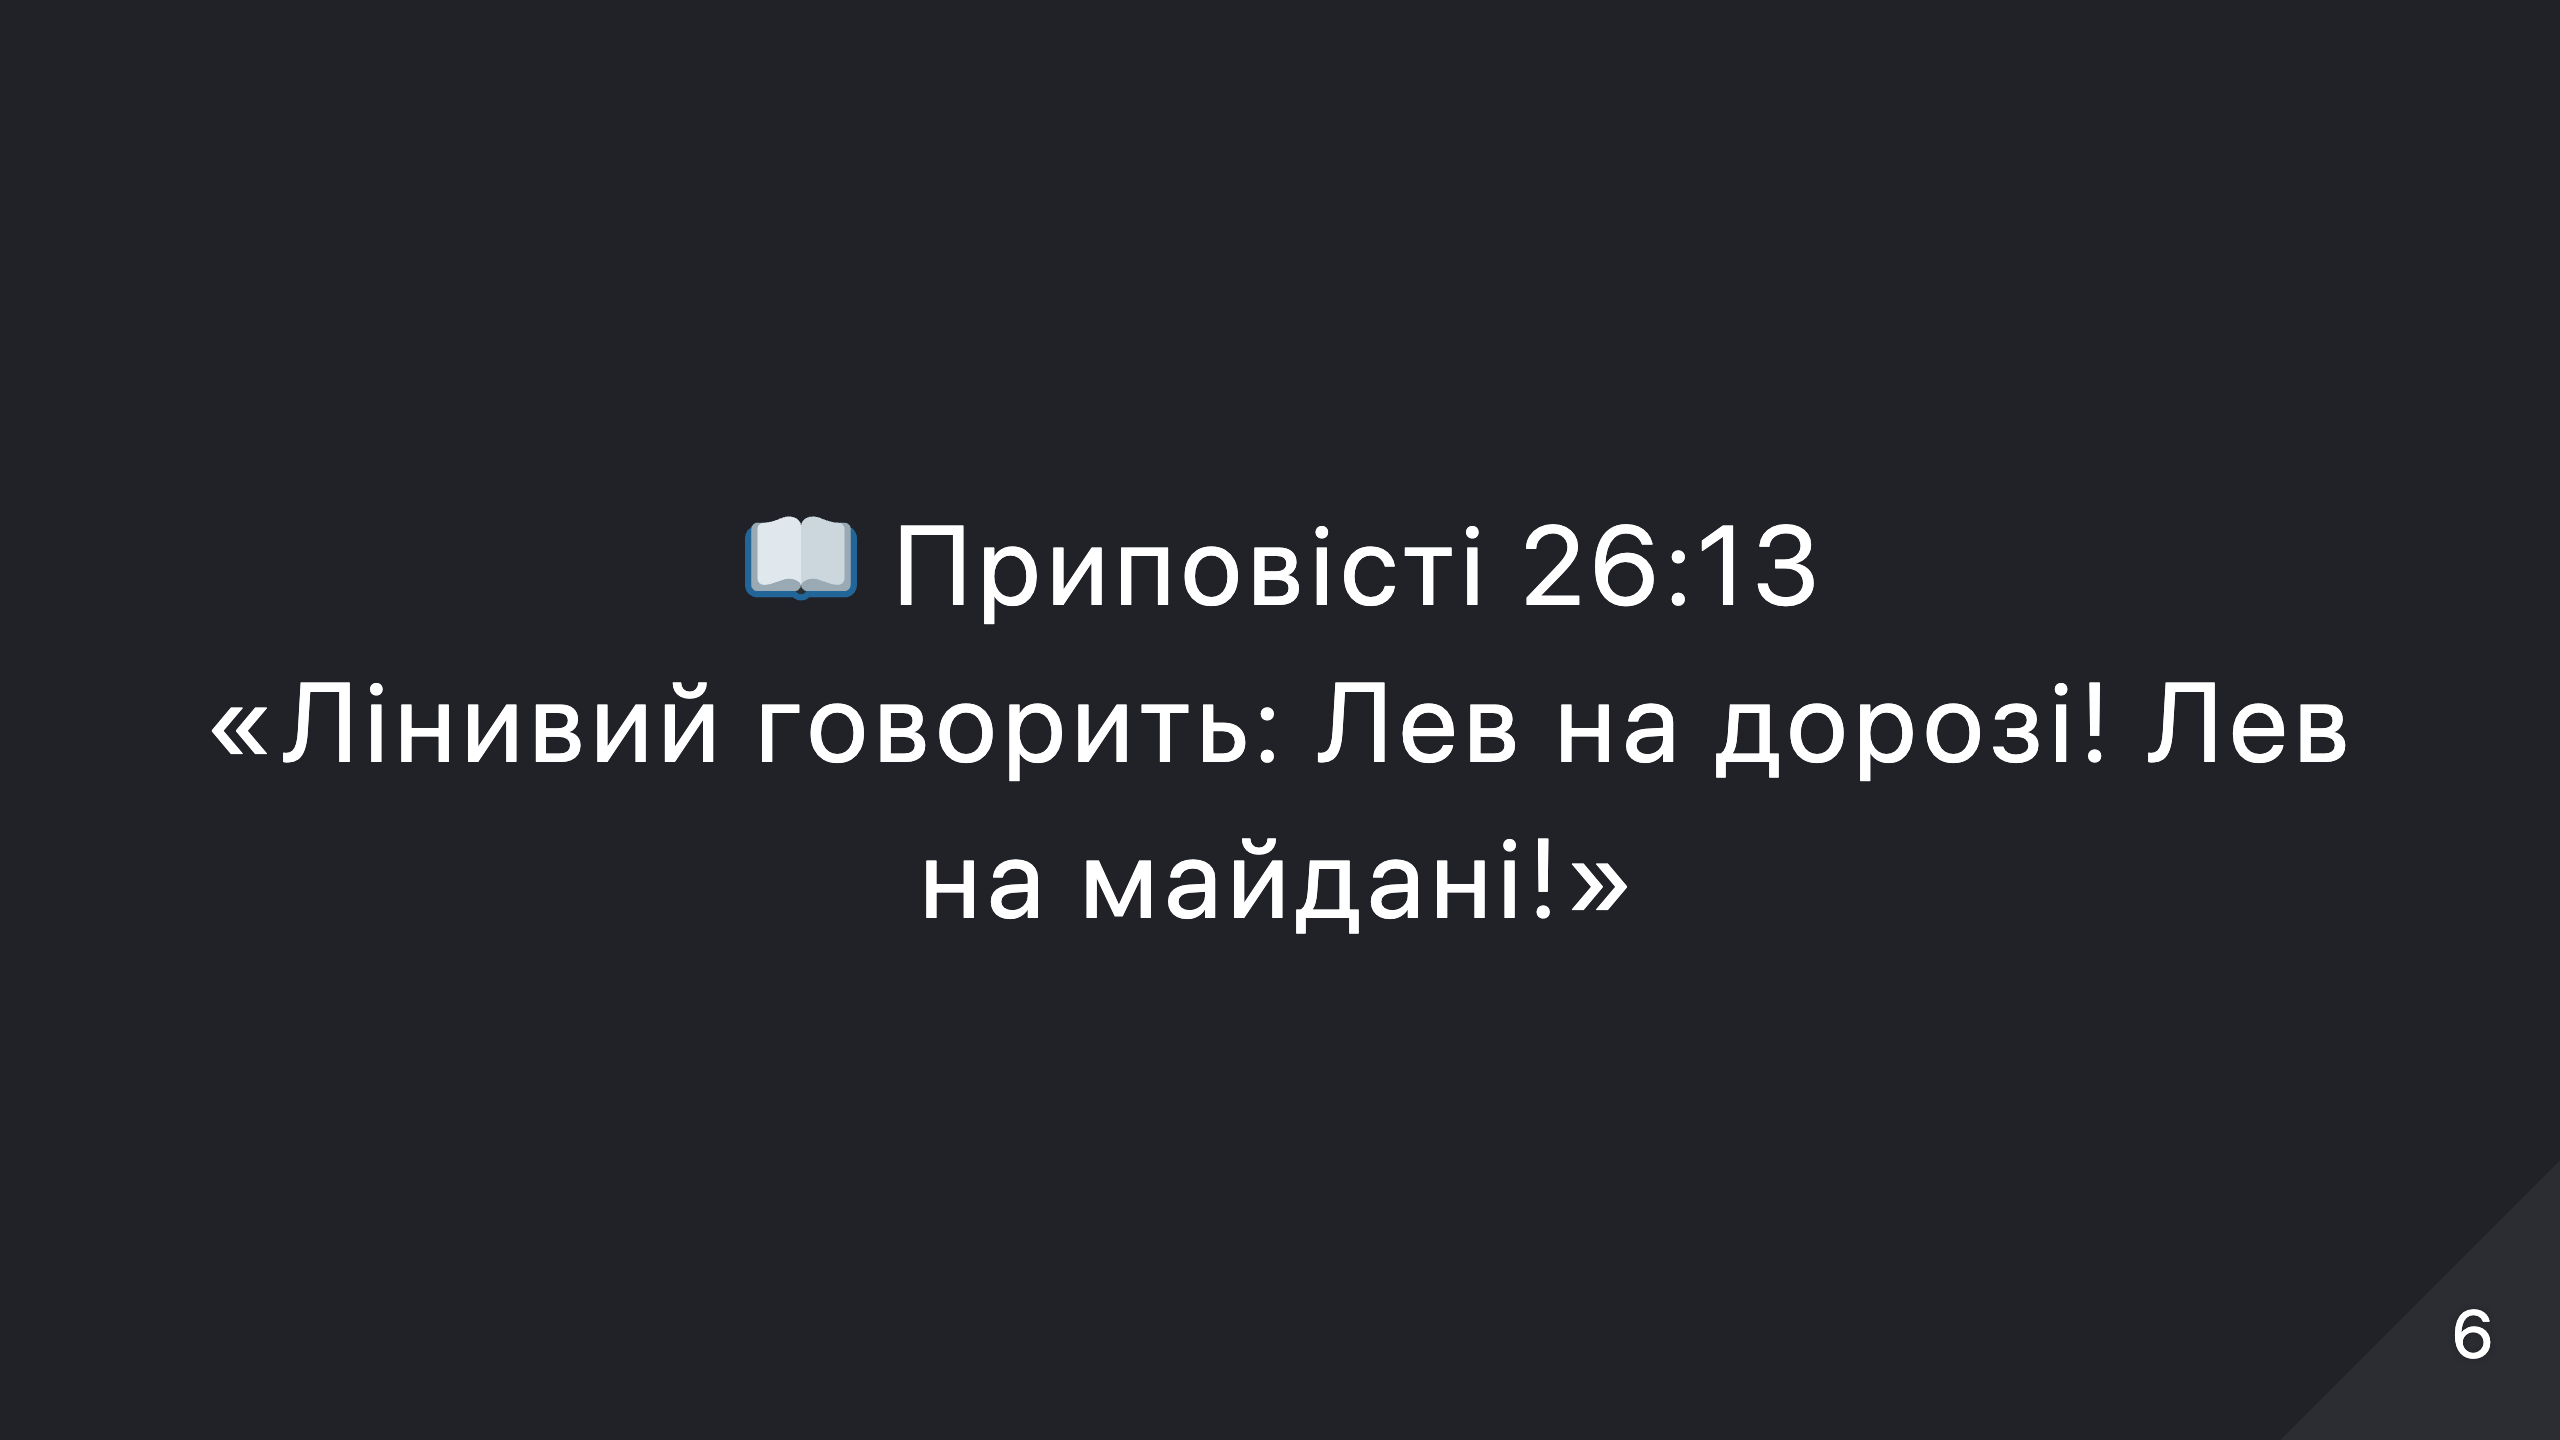 📖 Приповісті 26:13
«Лінивий говорить: Лев на дорозі! Лев
на майдані!»
6